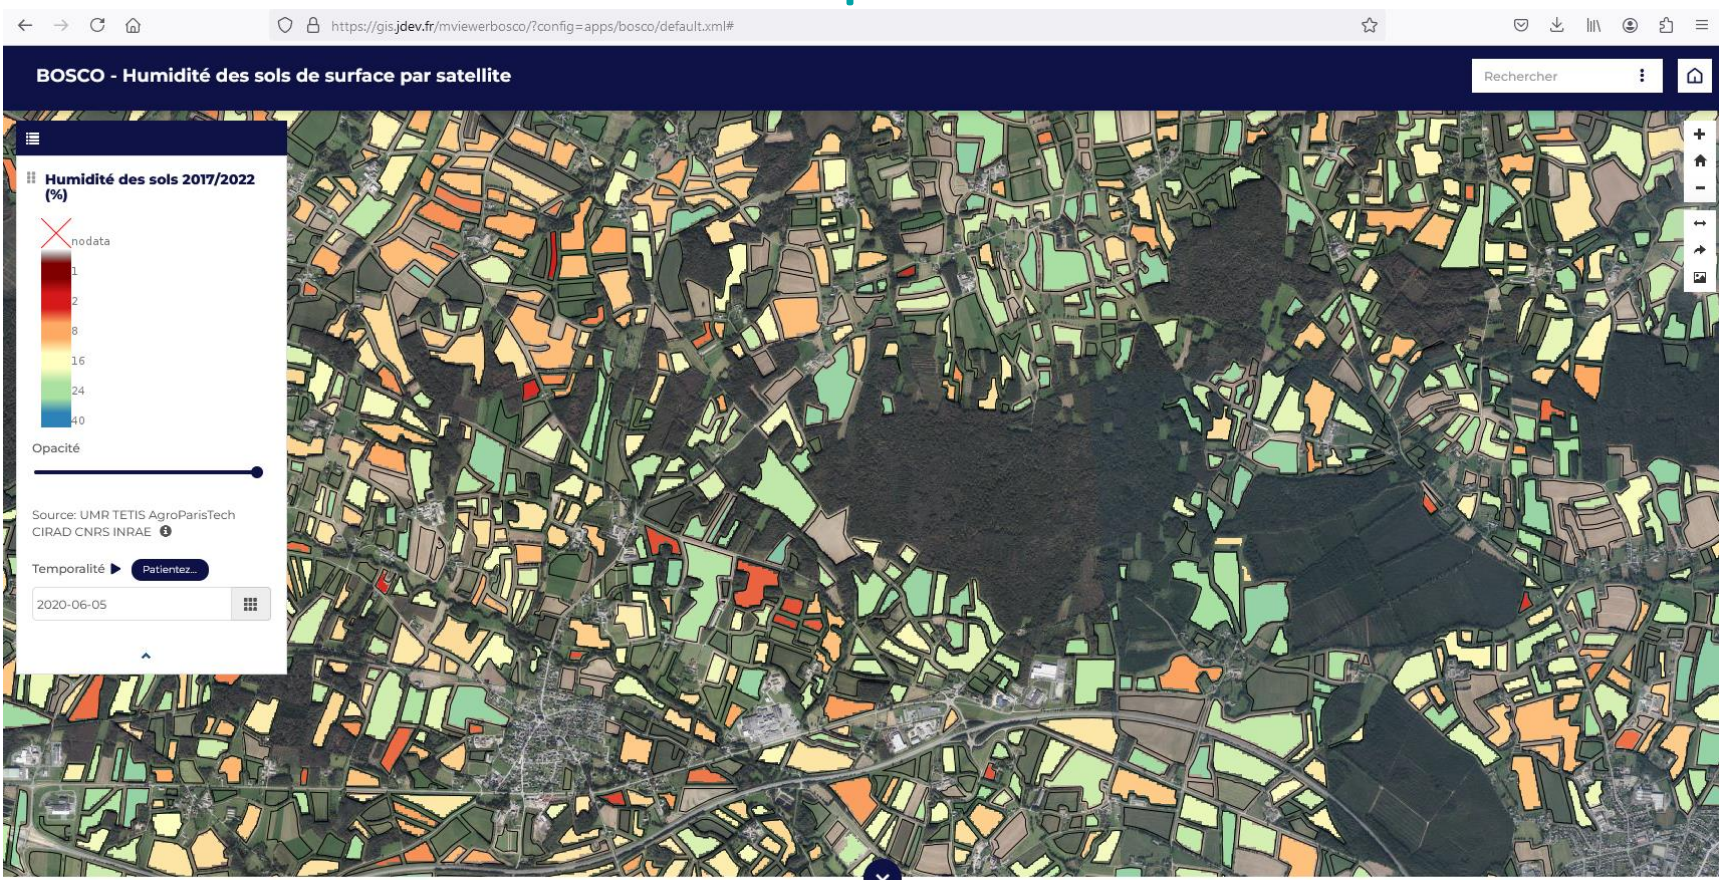 https://gis.jdev.fr/mviewerbosco/?config=apps/bosco/default.xml#
BOSCO - Humidité des sols de surface par satellite
Rechercher
Humidité des sols 2017/2022
(%)
nodata
1
2
8
16
24
40
Opacité
Source: UMR TETIS AgroParisTech
CIRAD CNRS INRAE
Temporalité
Patientez...
2020-06-05